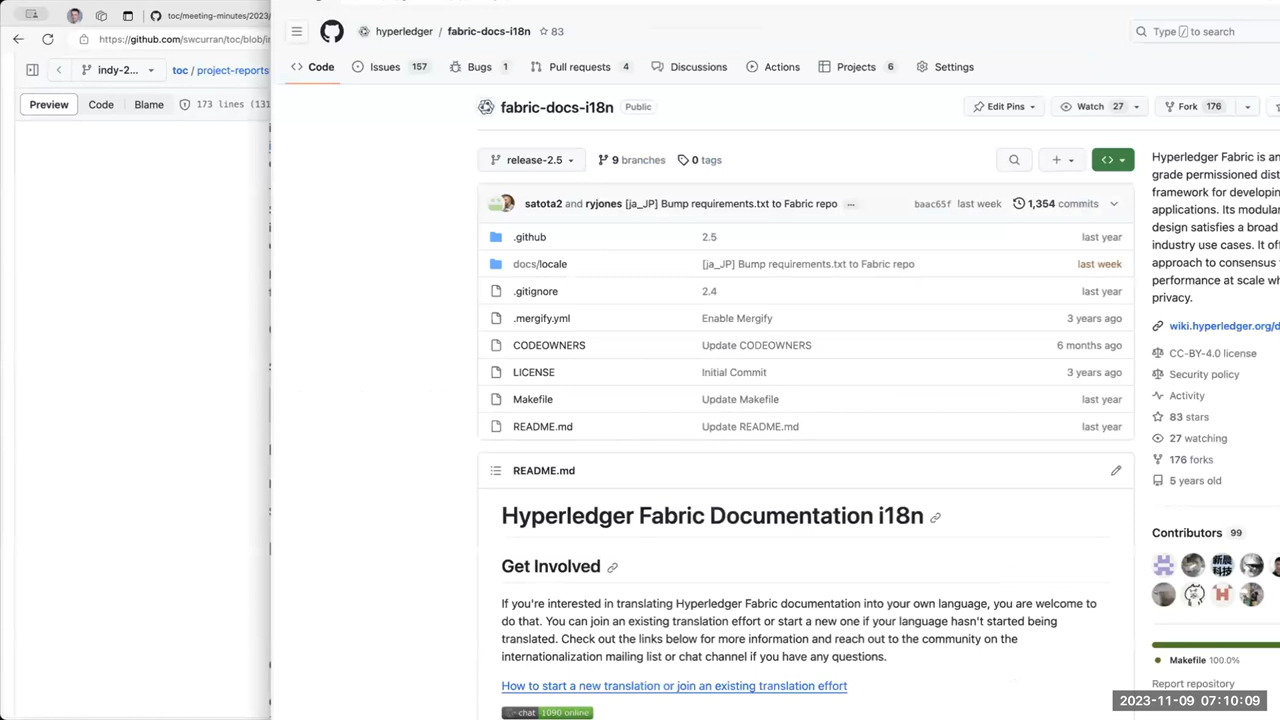 toc/meeting-minutes/2023/
https://github.com/swcurran/toc/blob/i
indy-2...
toc / project-reports
Preview
Code
Blame
173 lines (131
hyperledger / fabric-docs-i18n
83
Type / to search
Code
Issues 157
Bugs 1
Pull requests 4
Discussions
Actions
Projects 6
Settings
fabric-docs-i18n
Public
Edit Pins
Watch 27
Fork 176
release-2.5
9 branches
0 tags
<>
satota2 and ryjones [ja_JP] Bump requirements.txt to Fabric repo ...
baac65f last week
1,354 commits
.github 2.5 last year
docs/locale [ja_JP] Bump requirements.txt to Fabric repo last week
.gitignore 2.4 last year
.mergify.yml Enable Mergify 3 years ago
CODEOWNERS Update CODEOWNERS 6 months ago
LICENSE Initial Commit 3 years ago
Makefile Update Makefile last year
README.md Update README.md last year
README.md
Hyperledger Fabric Documentation i18n
Get Involved
If you're interested in translating Hyperledger Fabric documentation into your own language, you are welcome to
do that. You can join an existing translation effort or start a new one if your language hasn't started being
translated. Check out the links below for more information and reach out to the community on the
internationalization mailing list or chat channel if you have any questions.
How to start a new translation or join an existing translation effort
chat 1090 online
Hyperledger Fabric is an
grade permissioned dist
framework for developin
applications. Its modular
design satisfies a broad
industry use cases. It off
approach to consensus
performance at scale wh
privacy.
wiki.hyperledger.org/d
CC-BY-4.0 license
Security policy
Activity
83 stars
27 watching
176 forks
5 years old
Contributors 99
新晨
科技
Makefile 100.0%
Report repository
2023-11-09 07:10:09